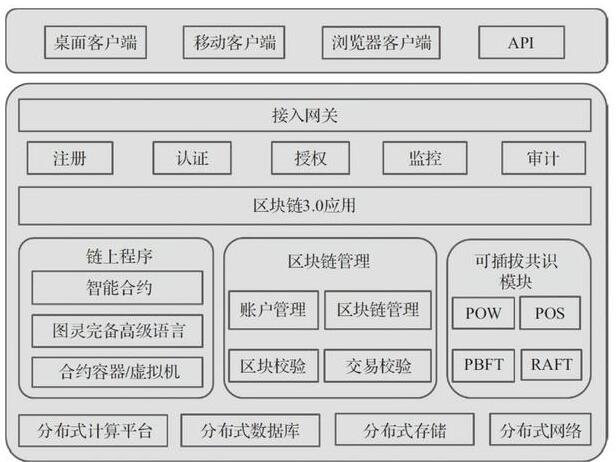 桌面客户端 移动客户端 浏览器客户端 API
接入网关
注册 认证 授权 监控 审计
区块链3.0应用
链上程序
智能合约
图灵完备高级语言
合约容器/虚拟机
区块链管理
账户管理 区块链管理
区块校验 交易校验
可插拔共识
模块
POW POS
PBFT RAFT
分布式计算平台 分布式数据库 分布式存储 分布式网络